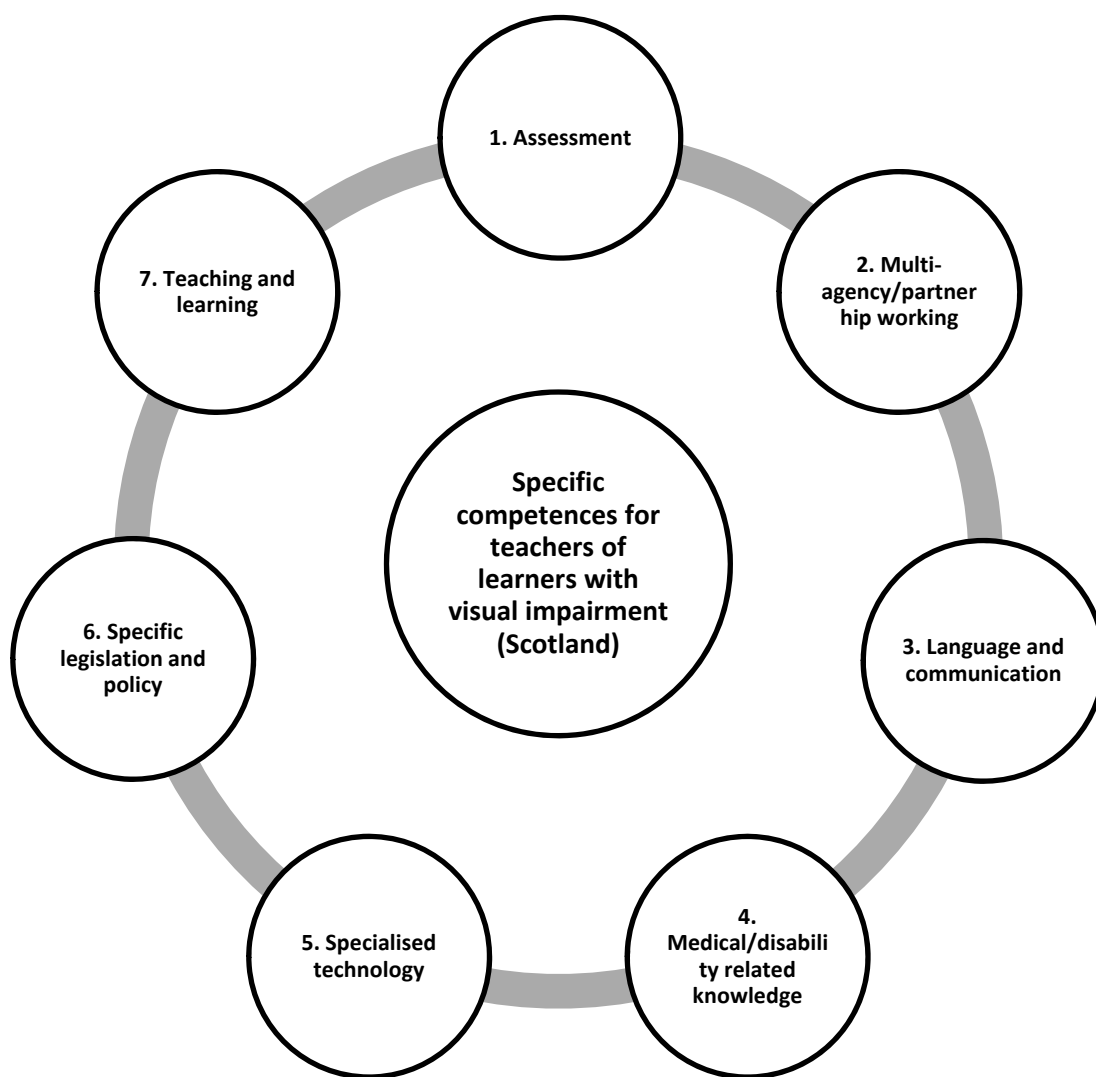 1. Assessment
2. Multi-
agency/partner
hip working
3. Language and
communication
4.
Medical/disabili
ty related
knowledge
5. Specialised
technology
6. Specific
legislation and
policy
7. Teaching and
learning
Specific
competences for
teachers of
learners with
visual impairment
(Scotland)